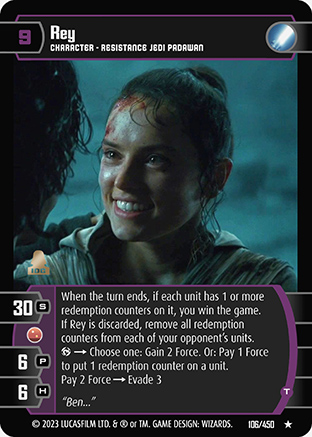 9
Rey
CHARACTER - RESISTANCE JEDI PADAWAN
106
30 S
6 P
6 H
When the turn ends, if each unit has 1 or more
redemption counters on it, you win the game.
If Rey is discarded, remove all redemption
counters from each of your opponent's units.
→ Choose one: Gain 2 Force. Or: Pay 1 Force
to put 1 redemption counter on a unit.
Pay 2 Force → Evade 3
T
"Ben..."
© 2023 LUCASFILM LTD. & ® or TM. GAME DESIGN: WIZARDS. 106/450 ★